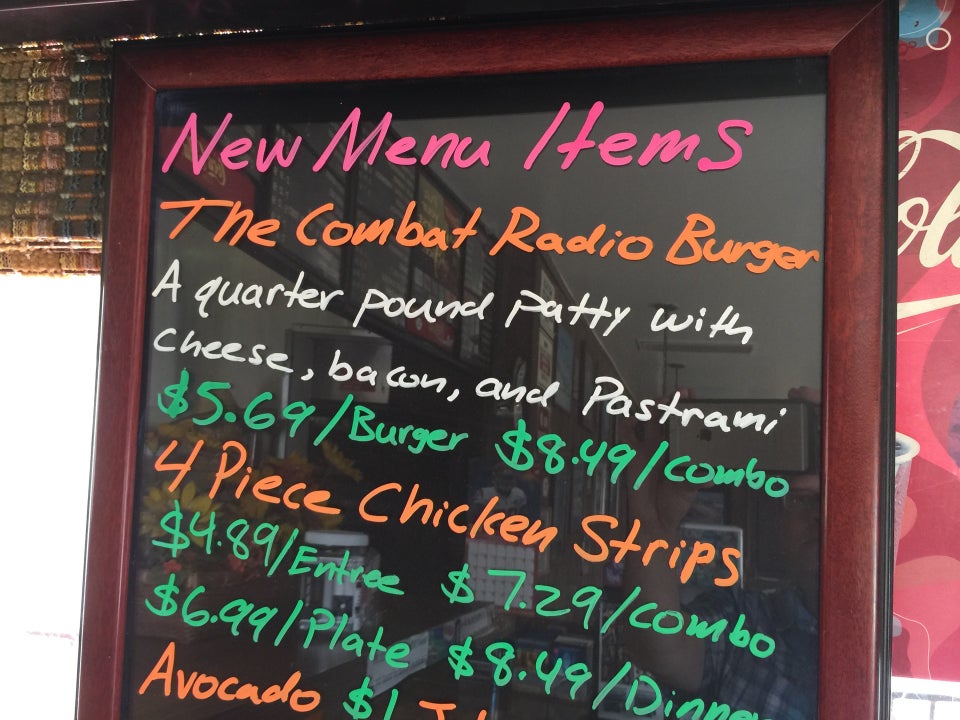 New Menu Items
The Combat Radio Burger
A quarter pound patty with
cheese, bacon, and Pastrami
$5.69/Burger $8.49/combo
4 Piece Chicken Strips
$4.89/Entree $7.29/combo
$6.99/Plate $8.49/Dinner
Avocado $1